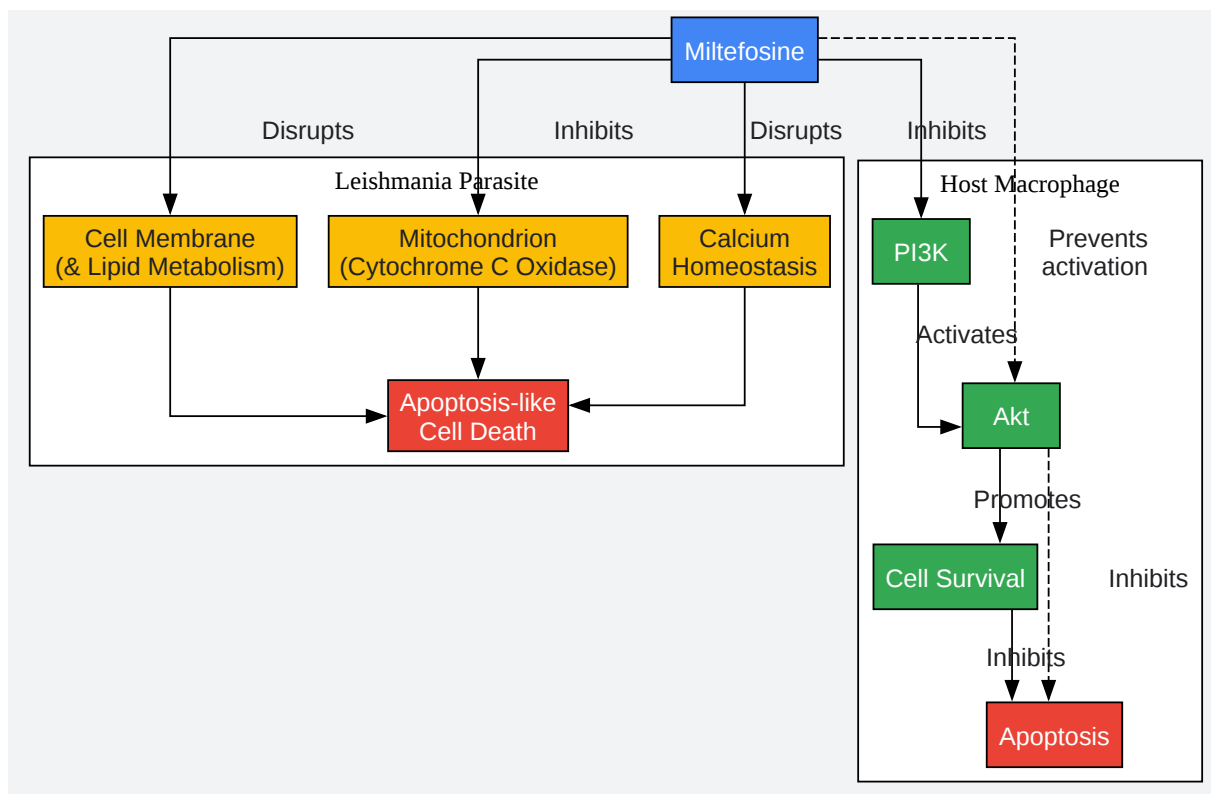 Miltefosine
Disrupts
Inhibits
Disrupts
Inhibits
Leishmania Parasite
Host Macrophage
Cell Membrane
(& Lipid Metabolism)
Mitochondrion
(Cytochrome C Oxidase)
Calcium
Homeostasis
PI3K
Prevents
activation
Activates
Apoptosis-like
Cell Death
Akt
Promotes
Cell Survival
Inhibits
Inhibits
Apoptosis